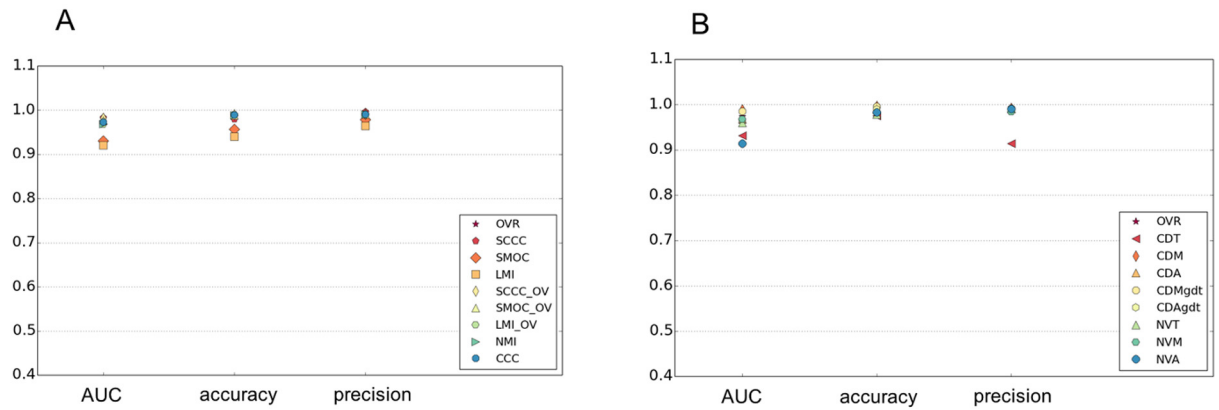 A
1.1
1.0
0.9
0.8
0.7
0.6
0.5
0.4
AUC accuracy precision
OVR
SCCC
SMOC
LMI
SCCC_OV
SMOC_OV
LMI_OV
NMI
CCC
B
1.1
1.0
0.9
0.8
0.7
0.6
0.5
0.4
AUC accuracy precision
OVR
CDT
CDM
CDA
CDMgdt
CDAgdt
NVT
NVM
NVA